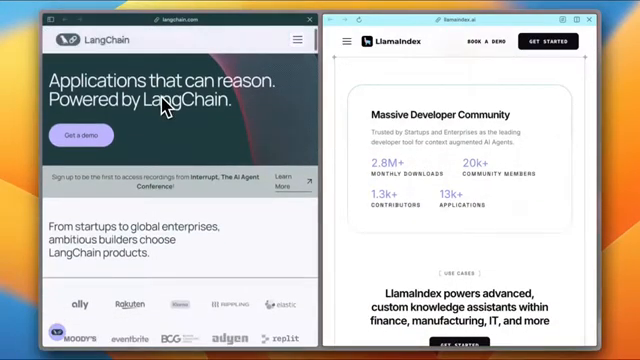 langchain.com
LangChain
Applications that can reason.
Powered by LangChain.
Get a demo
Sign up to be the first to access recordings from Interrupt, The AI Agent
Conference!
Learn
More
From startups to global enterprises,
ambitious builders choose
LangChain products.
ally
Rakuten
Klarna
RIPPLING
elastic
MOODY'S
eventbrite
BCG
adyen
replit
llamaindex.ai
LlamaIndex
BOOK A DEMO
GET STARTED
Massive Developer Community
Trusted by Startups and Enterprises as the leading
developer tool for context augmented AI Agents.
2.8M+
20k+
MONTHLY DOWNLOADS
COMMUNITY MEMBERS
1.3k+
13k+
CONTRIBUTORS
APPLICATIONS
[ USE CASES ]
LlamaIndex powers advanced,
custom knowledge assistants within
finance, manufacturing, IT, and more
GET STARTED